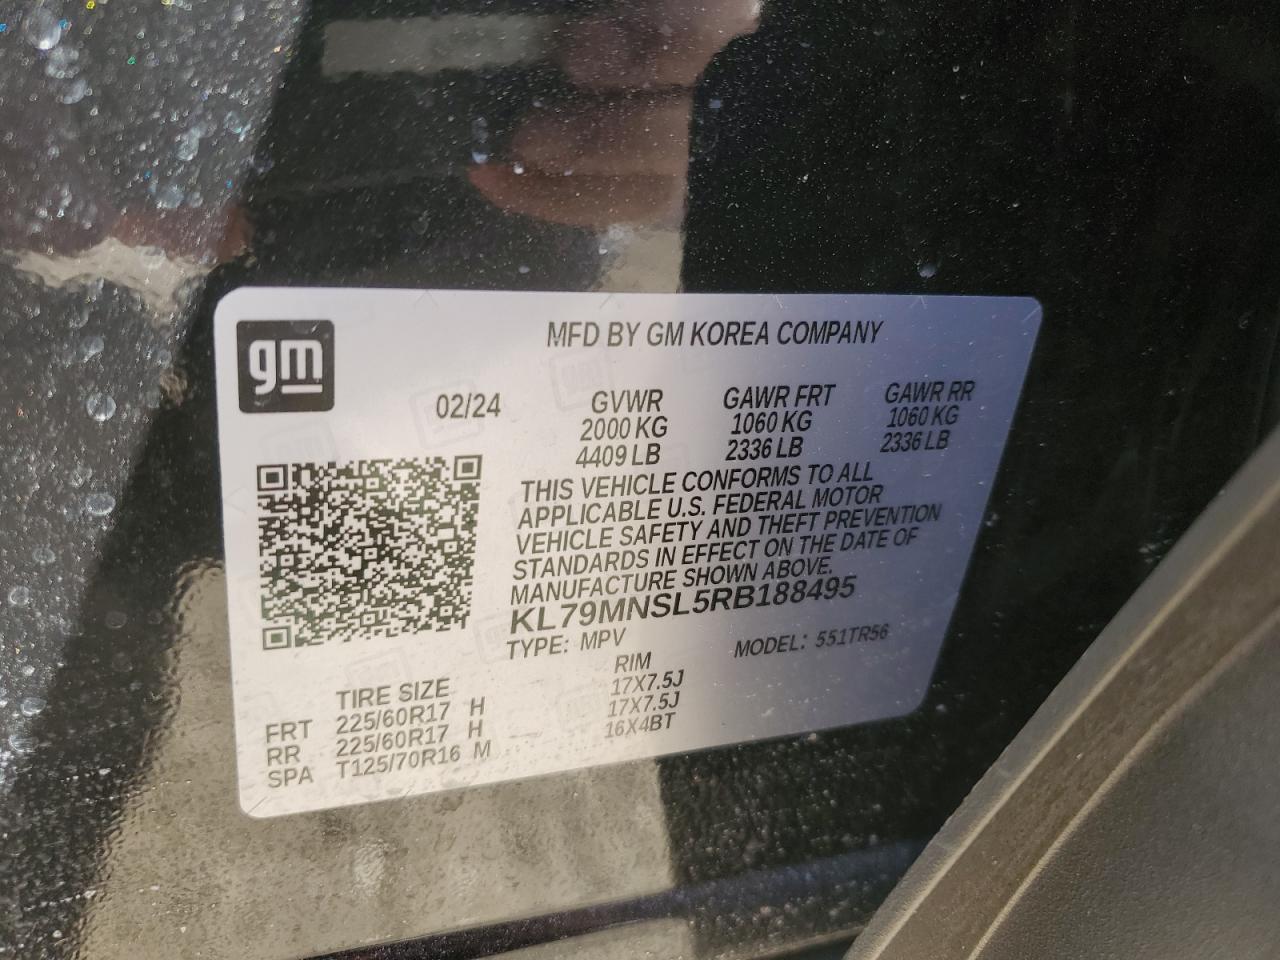 gm
MFD BY GM KOREA COMPANY
02/24 GVWR GAWR FRT GAWR RR
2000 KG 1060 KG 1060 KG
4409 LB 2336 LB 2336 LB
THIS VEHICLE CONFORMS TO ALL
APPLICABLE U.S. FEDERAL MOTOR
VEHICLE SAFETY AND THEFT PREVENTION
STANDARDS IN EFFECT ON THE DATE OF
MANUFACTURE SHOWN ABOVE.
KL79MNSL5RB188495
TYPE: MPV MODEL: 551TR56
TIRE SIZE RIM
FRT 225/60R17 H 17X7.5J
RR 225/60R17 H 17X7.5J
SPA T125/70R16 M 16X4BT